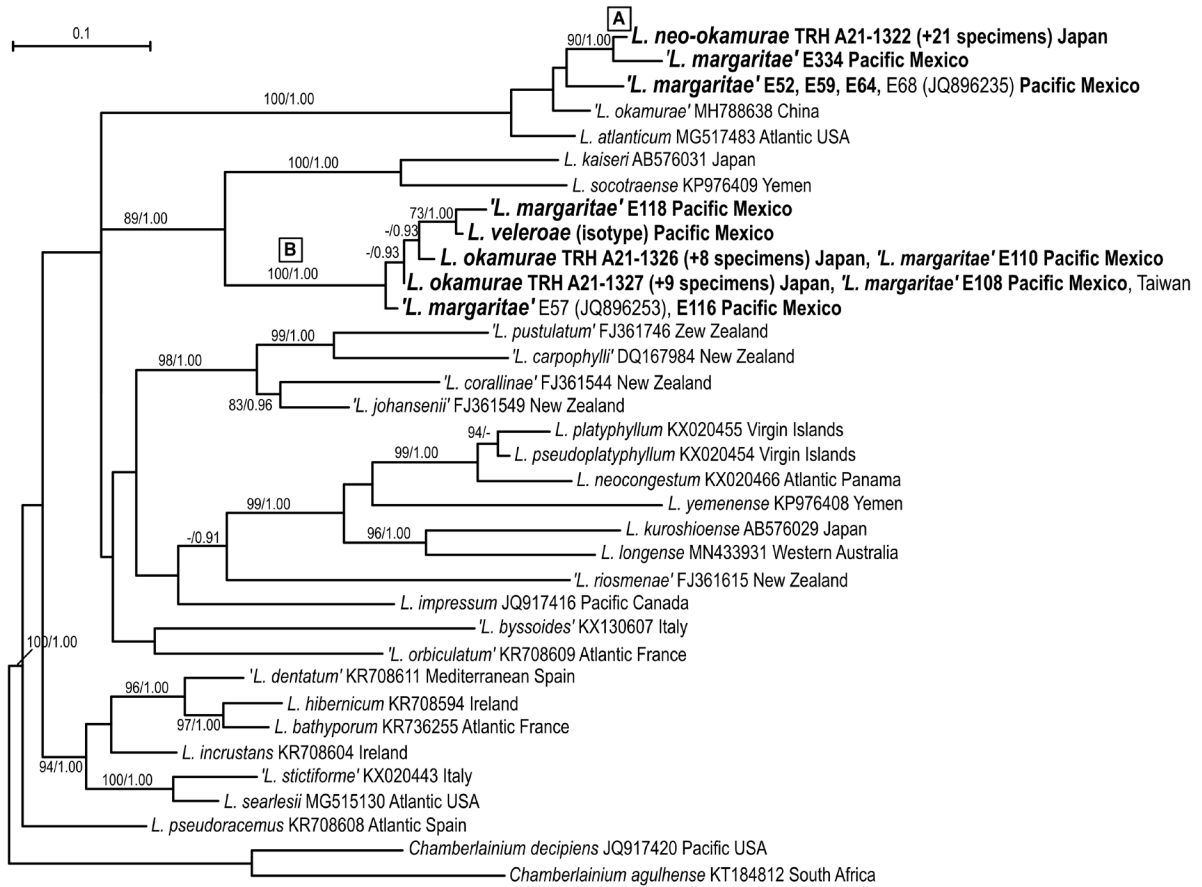 A
0.1
90/1.00
L. neo-okamurae TRH A21-1322 (+21 specimens) Japan
'L. margaritae' E334 Pacific Mexico
'L. margaritae' E52, E59, E64, E68 (JQ896235) Pacific Mexico
100/1.00
'L. okamurae' MH788638 China
L. atlanticum MG517483 Atlantic USA
100/1.00
L. kaiseri AB576031 Japan
L. socotraense KP976409 Yemen
89/1.00
73/1.00
'L. margaritae' E118 Pacific Mexico
-/0.93
L. veleroae (isotype) Pacific Mexico
B
-/0.93
L. okamurae TRH A21-1326 (+8 specimens) Japan, 'L. margaritae' E110 Pacific Mexico
100/1.00
L. okamurae TRH A21-1327 (+9 specimens) Japan, 'L. margaritae' E108 Pacific Mexico, Taiwan
'L. margaritae' E57 (JQ896253), E116 Pacific Mexico
99/1.00
'L. pustulatum' FJ361746 Zew Zealand
98/1.00
'L. carpophylli' DQ167984 New Zealand
'L. corallinae' FJ361544 New Zealand
83/0.96
'L. johansenii' FJ361549 New Zealand
94/-
L. platyphyllum KX020455 Virgin Islands
99/1.00
L. pseudoplatyphyllum KX020454 Virgin Islands
L. neocongestum KX020466 Atlantic Panama
99/1.00
L. yemenense KP976408 Yemen
96/1.00
L. kuroshioense AB576029 Japan
-/0.91
L. longense MN433931 Western Australia
'L. riosmenae' FJ361615 New Zealand
L. impressum JQ917416 Pacific Canada
'L. byssoides' KX130607 Italy
100/1.00
'L. orbiculatum' KR708609 Atlantic France
96/1.00
'L. dentatum' KR708611 Mediterranean Spain
L. hibernicum KR708594 Ireland
97/1.00
L. bathyporum KR736255 Atlantic France
L. incrustans KR708604 Ireland
94/1.00
100/1.00
'L. stictiforme' KX020443 Italy
L. searlesii MG515130 Atlantic USA
L. pseudoracemus KR708608 Atlantic Spain
Chamberlainium decipiens JQ917420 Pacific USA
Chamberlainium agulhense KT184812 South Africa